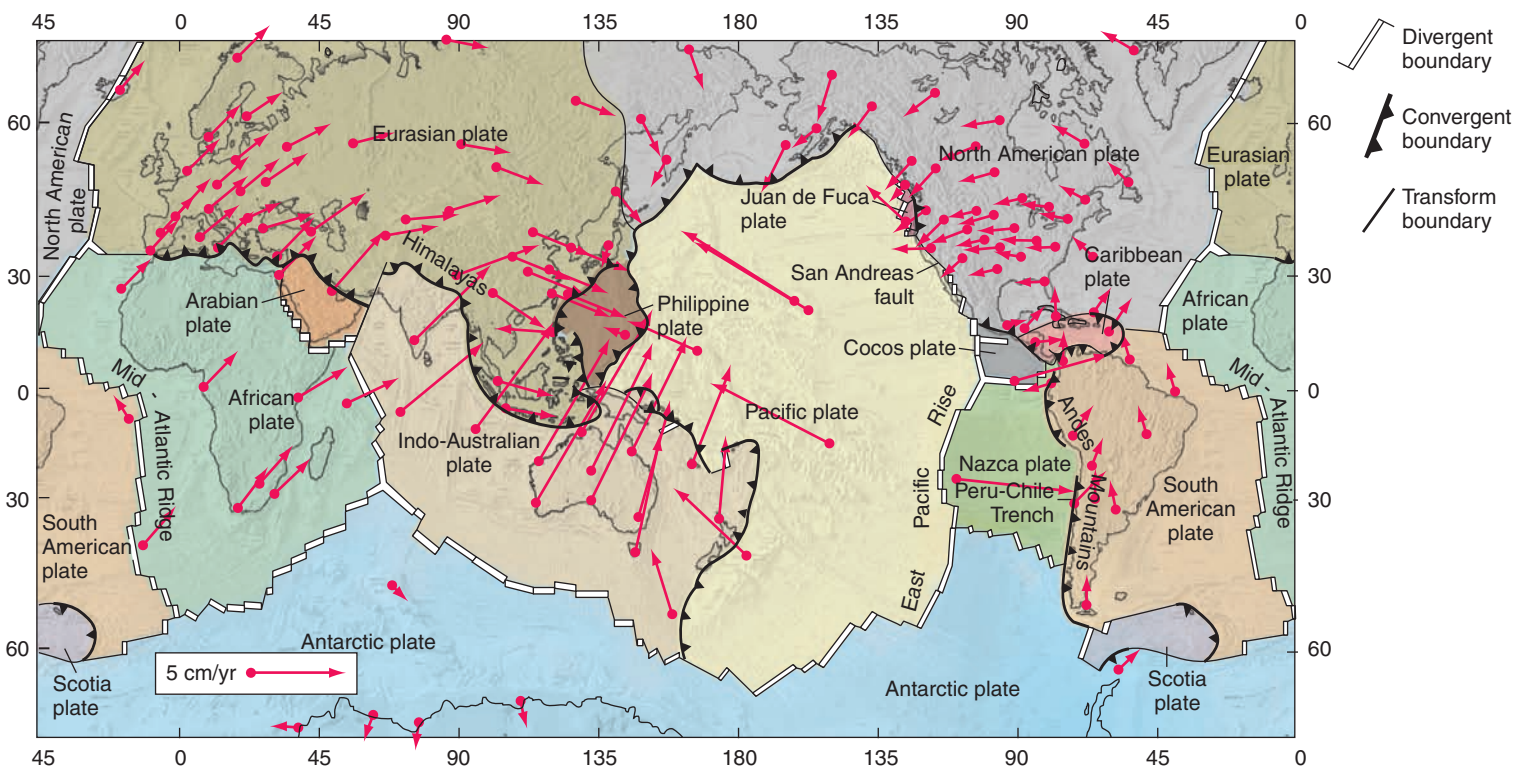 45 0 45 90 135 180 135 90 45 0
Divergent
boundary
Convergent
boundary
Transform
boundary
60
30
0
30
60
60
30
0
30
60
North American
plate
Eurasian plate
North American plate
Eurasian
plate
Juan de Fuca
plate
Himalayas
San Andreas
fault
Caribbean
plate
Arabian
plate
Philippine
plate
African
plate
Cocos plate
Mid - Atlantic Ridge
African
plate
Mid - Atlantic Ridge
Indo-Australian
plate
Pacific plate
East Pacific Rise
Andes Mountains
Nazca plate
Peru-Chile
Trench
South
American
plate
South
American
plate
Antarctic plate
5 cm/yr
Scotia
plate
Antarctic plate
Scotia
plate
45 0 45 90 135 180 135 90 45 0